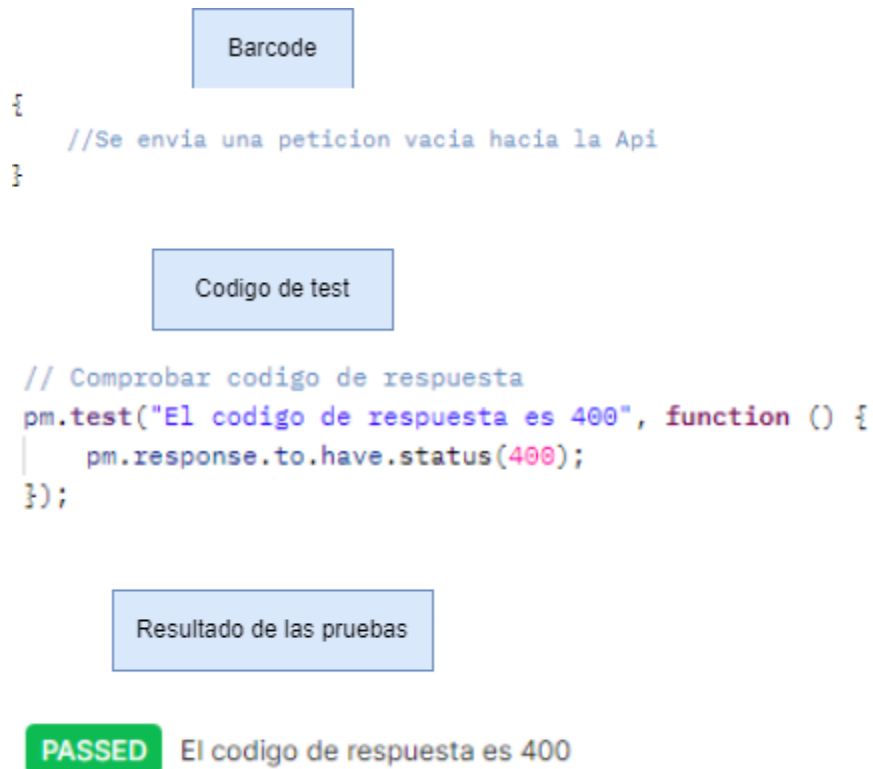 Barcode
{
//Se envia una peticion vacia hacia la Api
}
Codigo de test
// Comprobar codigo de respuesta
pm.test("El codigo de respuesta es 400", function () {
pm.response.to.have.status(400);
});
Resultado de las pruebas
PASSED El codigo de respuesta es 400